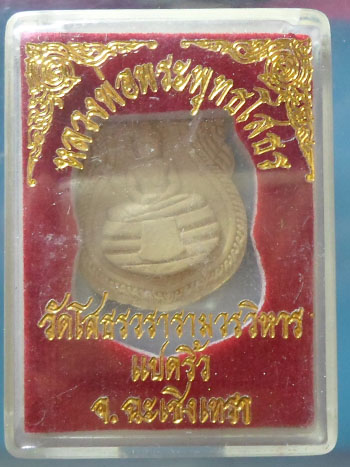 หลวงพ่อพระพุทธโสธร
วัดโสธรวรารามวรวิหาร
แปดริ้ว
จ. ฉะเชิงเทรา